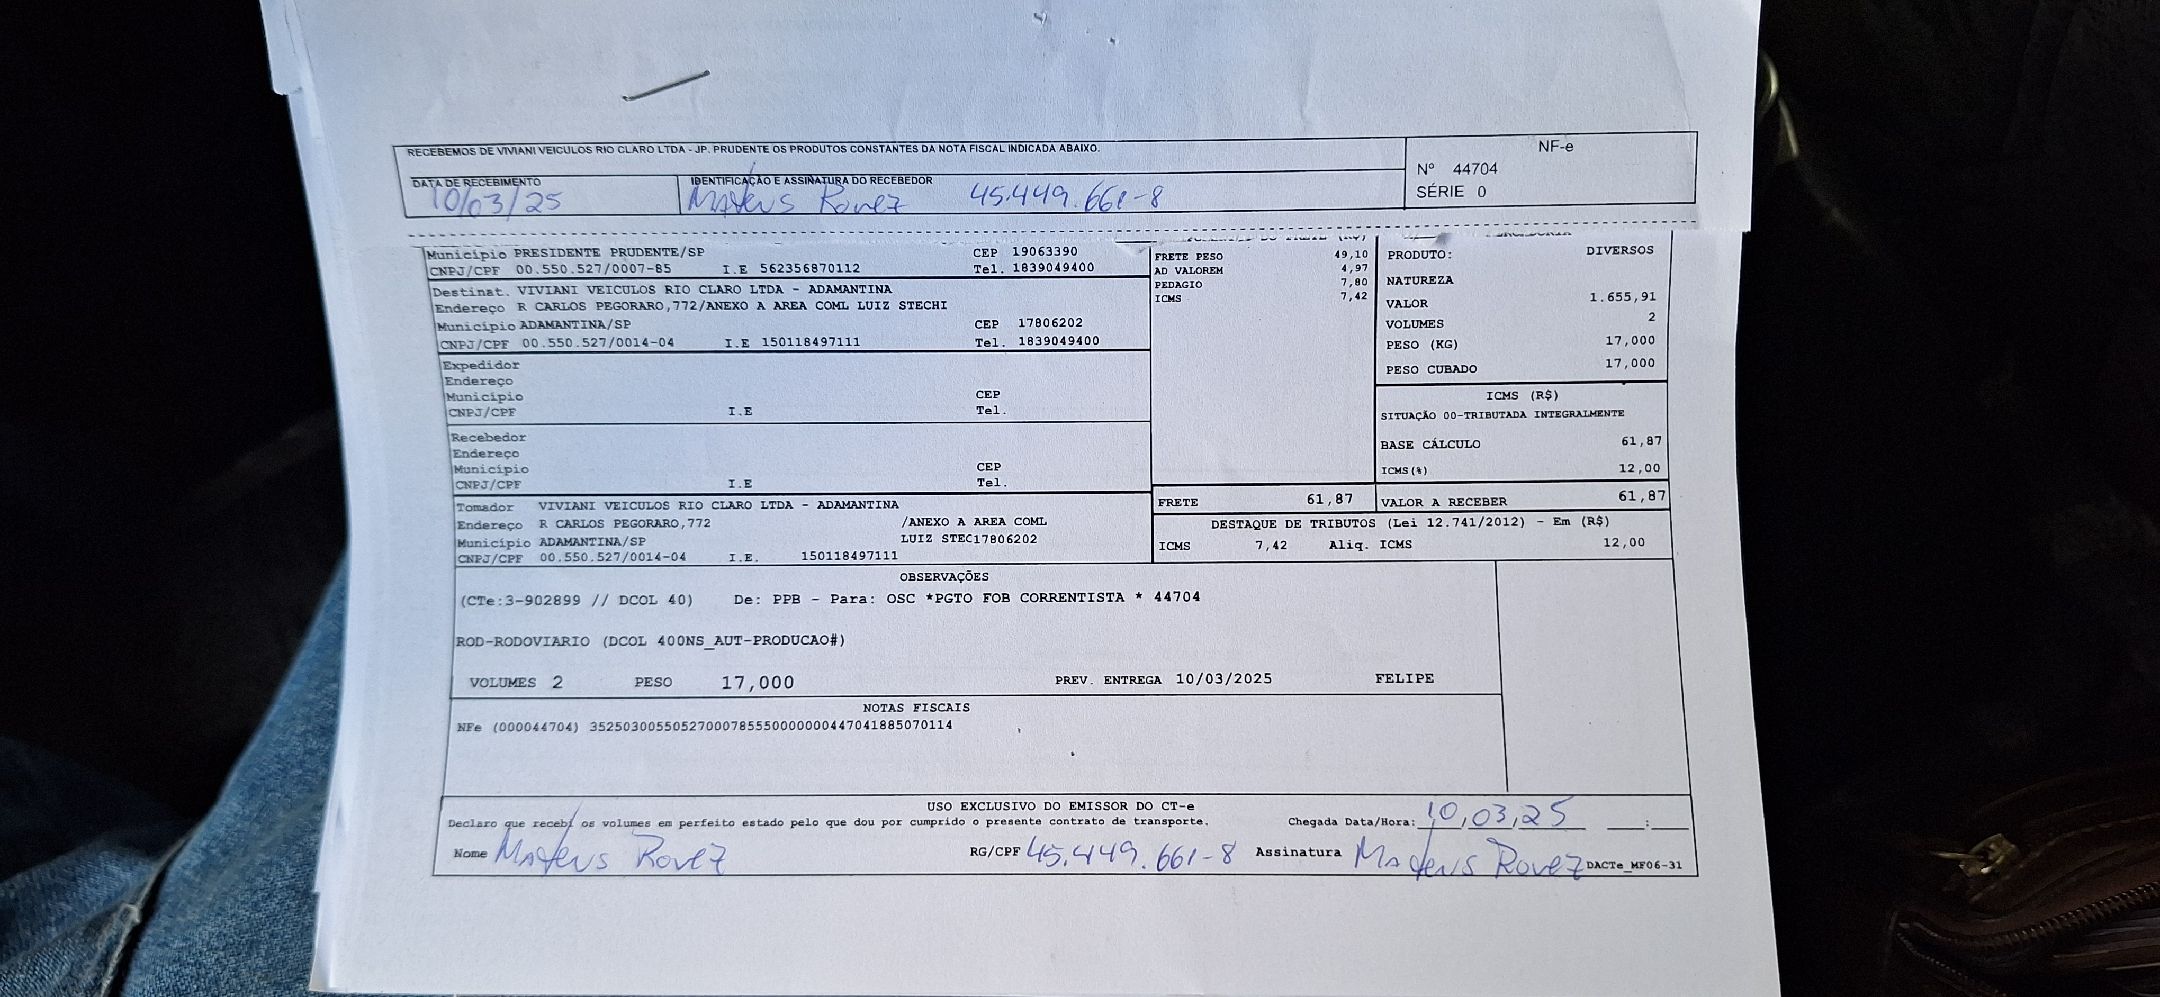 RECEBEMOS DE VIVIANI VEICULOS RIO CLARO LTDA - JP. PRUDENTE OS PRODUTOS CONSTANTES DA NOTA FISCAL INDICADA ABAIXO.
NF-e
Nº 44704
SÉRIE 0
DATA DE RECEBIMENTO
10/03/25
IDENTIFICAÇÃO E ASSINATURA DO RECEBEDOR
Mateus Rovez 45.449.661-8
Município PRESIDENTE PRUDENTE/SP CEP 19063390
CNPJ/CPF 00.550.527/0007-85 I.E 562356870112 Tel. 1839049400
Destinat. VIVIANI VEICULOS RIO CLARO LTDA - ADAMANTINA
Endereço R CARLOS PEGORARO,772/ANEXO A AREA COML LUIZ STECHI
Município ADAMANTINA/SP CEP 17806202
CNPJ/CPF 00.550.527/0014-04 I.E 150118497111 Tel. 1839049400
Expedidor
Endereço
Município CEP
CNPJ/CPF I.E Tel.
Recebedor
Endereço
Município CEP
CNPJ/CPF I.E Tel.
Tomador VIVIANI VEICULOS RIO CLARO LTDA - ADAMANTINA
Endereço R CARLOS PEGORARO,772 /ANEXO A AREA COML
Município ADAMANTINA/SP LUIZ STEC17806202
CNPJ/CPF 00.550.527/0014-04 I.E. 150118497111
FRETE PESO 49,10
AD VALOREM 4,97
PEDAGIO 7,80
ICMS 7,42
FRETE 61,87
PRODUTO: DIVERSOS
NATUREZA
VALOR 1.655,91
VOLUMES 2
PESO (KG) 17,000
PESO CUBADO 17,000
ICMS (R$)
SITUAÇÃO 00-TRIBUTADA INTEGRALMENTE
BASE CÁLCULO 61,87
ICMS(%) 12,00
VALOR A RECEBER 61,87
DESTAQUE DE TRIBUTOS (Lei 12.741/2012) - Em (R$)
ICMS 7,42 Aliq. ICMS 12,00
OBSERVAÇÕES
(CTe:3-902899 // DCOL 40) De: PPB - Para: OSC *PGTO FOB CORRENTISTA * 44704
ROD-RODOVIARIO (DCOL 400NS_AUT-PRODUCAO#)
VOLUMES 2 PESO 17,000 PREV. ENTREGA 10/03/2025 FELIPE
NOTAS FISCAIS
NFe (000044704) 35250300550527000785550000000447041885070114
USO EXCLUSIVO DO EMISSOR DO CT-e
Declaro que recebi os volumes em perfeito estado pelo que dou por cumprido o presente contrato de transporte. Chegada Data/Hora: 10,03,25 __:__
Nome Mateus Rovez RG/CPF 45.449.661-8 Assinatura Mateus Rovez DACTe_MF06-31